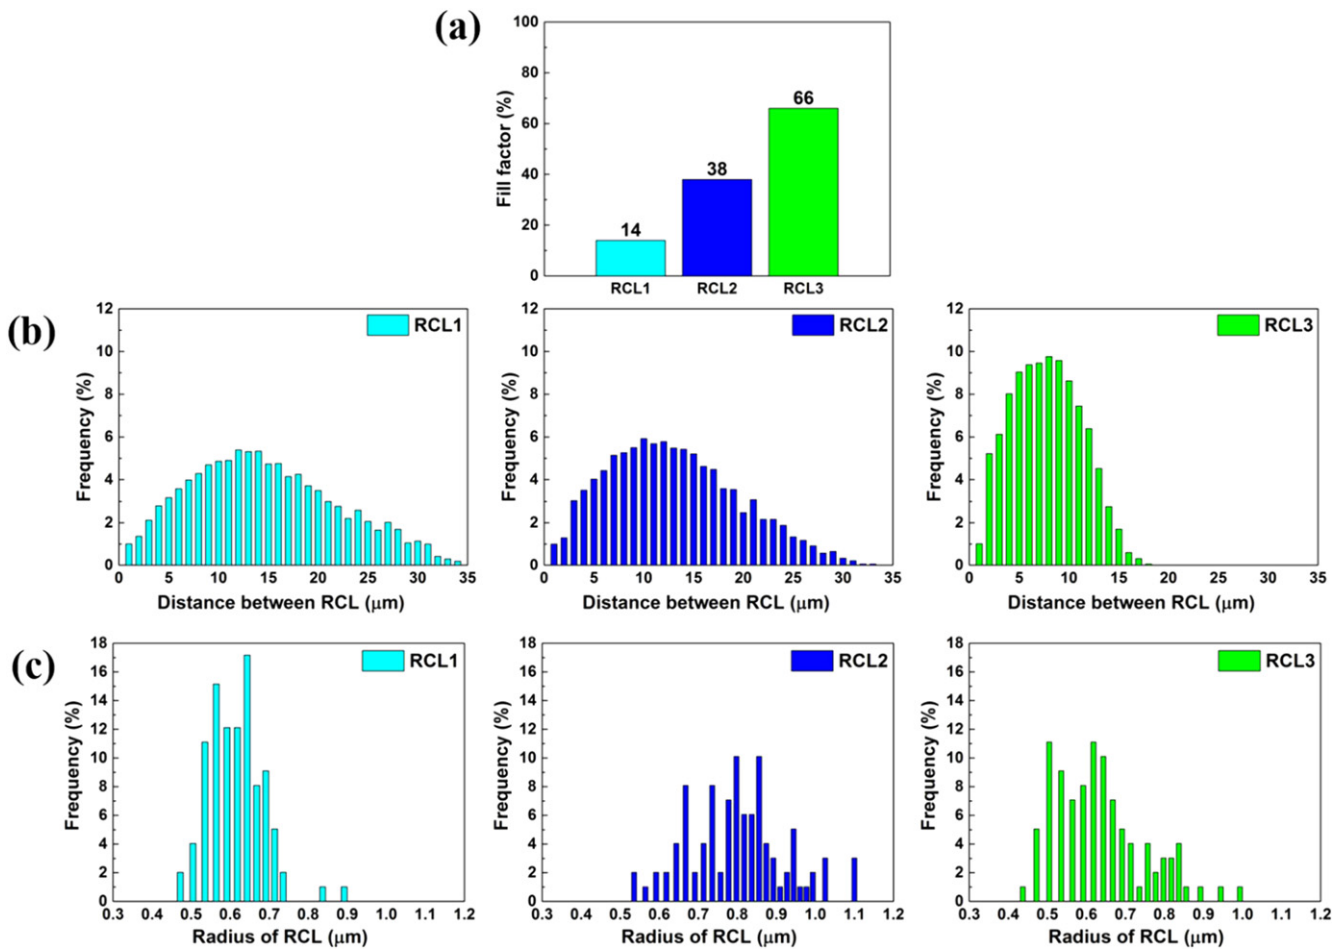 (a)
Fill factor (%)
100
80
60
40
20
0
14
38
66
RCL1 RCL2 RCL3
(b)
Frequency (%)
12
10
8
6
4
2
0
RCL1
0 5 10 15 20 25 30 35
Distance between RCL (μm)
Frequency (%)
12
10
8
6
4
2
0
RCL2
0 5 10 15 20 25 30 35
Distance between RCL (μm)
Frequency (%)
12
10
8
6
4
2
0
RCL3
0 5 10 15 20 25 30 35
Distance between RCL (μm)
(c)
Frequency (%)
18
16
14
12
10
8
6
4
2
0
RCL1
0.3 0.4 0.5 0.6 0.7 0.8 0.9 1.0 1.1 1.2
Radius of RCL (μm)
Frequency (%)
18
16
14
12
10
8
6
4
2
0
RCL2
0.3 0.4 0.5 0.6 0.7 0.8 0.9 1.0 1.1 1.2
Radius of RCL (μm)
Frequency (%)
18
16
14
12
10
8
6
4
2
0
RCL3
0.3 0.4 0.5 0.6 0.7 0.8 0.9 1.0 1.1 1.2
Radius of RCL (μm)